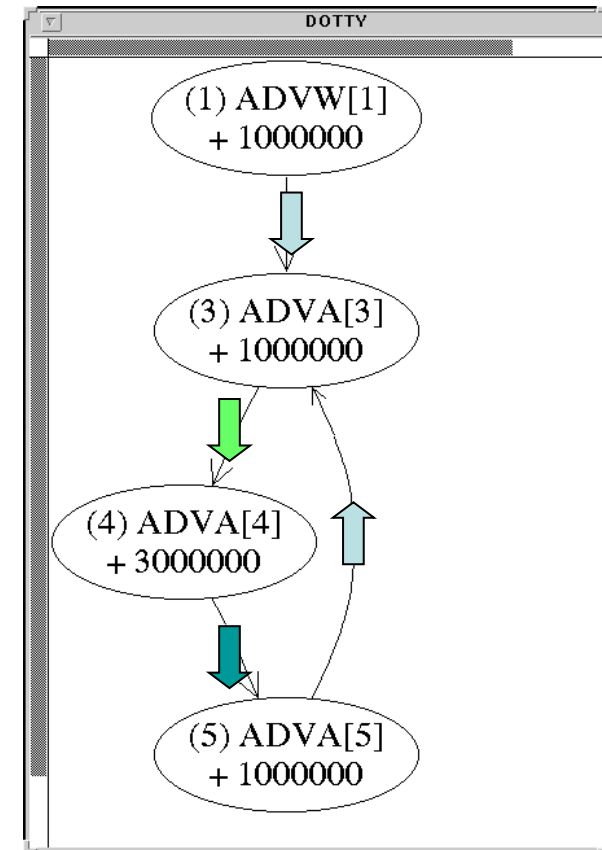 DOTTY
(1) ADVW[1]
+ 1000000
(3) ADVA[3]
+ 1000000
(4) ADVA[4]
+ 3000000
(5) ADVA[5]
+ 1000000